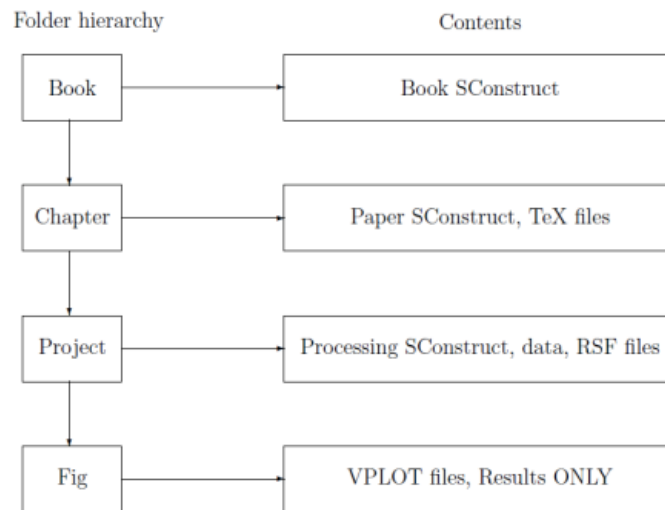 Folder hierarchy
Contents
Book
Book SConstruct
Chapter
Paper SConstruct, TeX files
Project
Processing SConstruct, data, RSF files
Fig
VPLOT files, Results ONLY